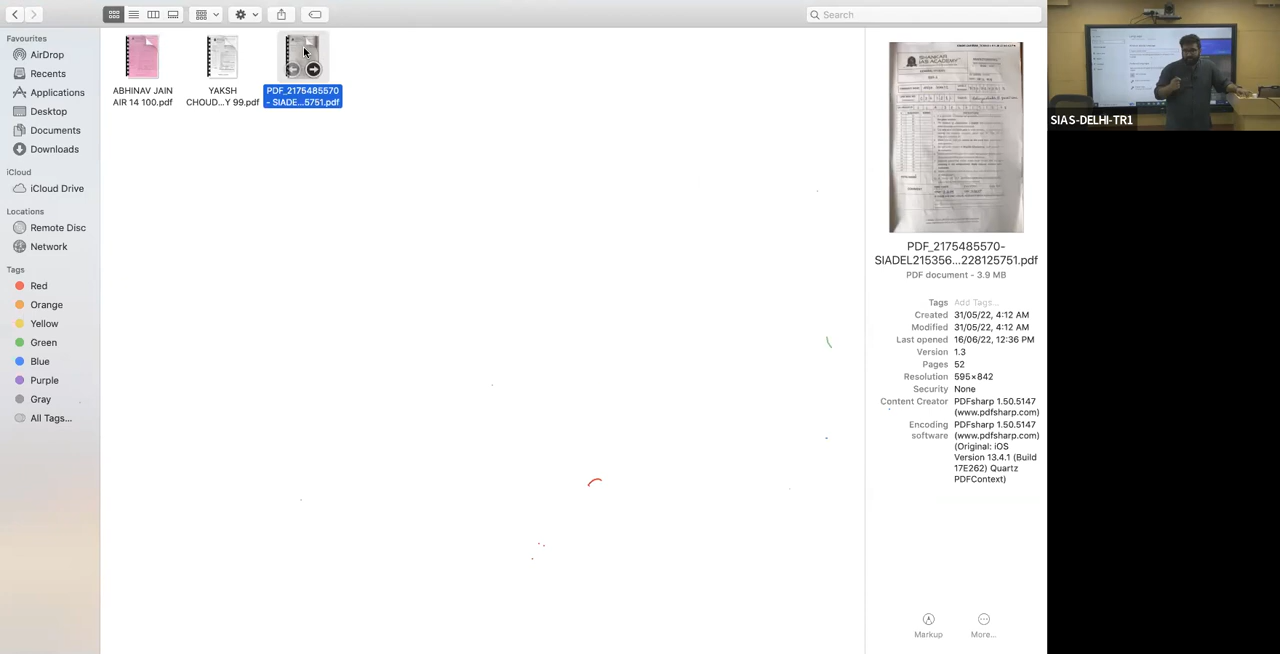 Search
Favourites
AirDrop
Recents
Applications
Desktop
Documents
Downloads
iCloud
iCloud Drive
Locations
Remote Disc
Network
Tags
Red
Orange
Yellow
Green
Blue
Purple
Gray
All Tags...
ABHINAV JAIN
AIR 14 100.pdf
YAKSH
CHOUD...Y 99.pdf
PDF_2175485570
- SIADE...5751.pdf
SHANKAR
IAS ACADEMY
PDF_2175485570-
SIADEL215356...228125751.pdf
PDF document - 3.9 MB
Tags Add Tags...
Created 31/05/22, 4:12 AM
Modified 31/05/22, 4:12 AM
Last opened 16/06/22, 12:36 PM
Version 1.3
Pages 52
Resolution 595×842
Security None
Content Creator PDFsharp 1.50.5147
(www.pdfsharp.com)
Encoding PDFsharp 1.50.5147
software (www.pdfsharp.com)
(Original: iOS
Version 13.4.1 (Build
17E262) Quartz
PDFContext)
Markup
More...
SIAS-DELHI-TR1